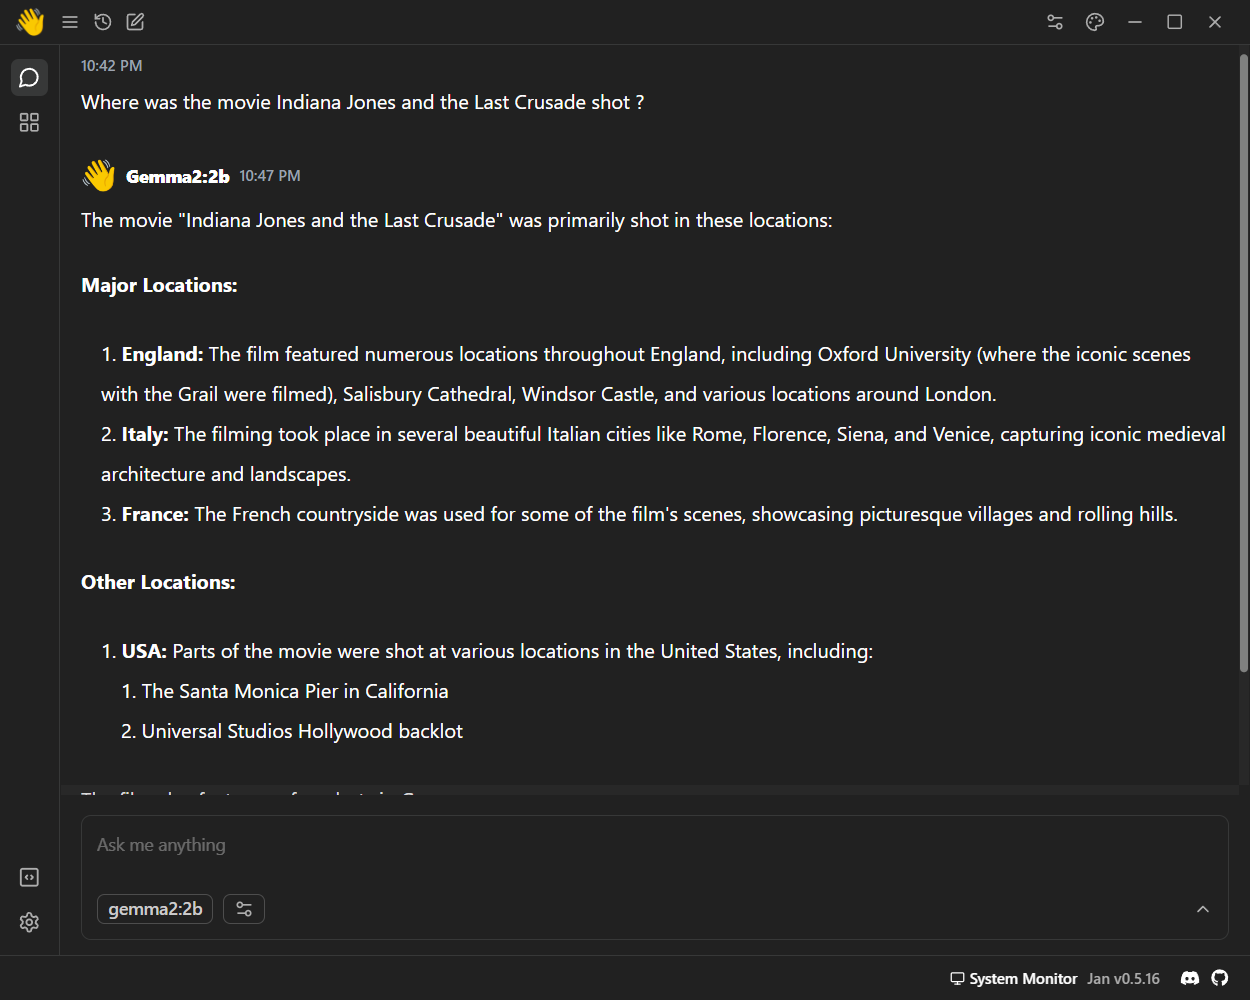 10:42 PM
Where was the movie Indiana Jones and the Last Crusade shot ?
Gemma2:2b 10:47 PM
The movie "Indiana Jones and the Last Crusade" was primarily shot in these locations:
Major Locations:
1. England: The film featured numerous locations throughout England, including Oxford University (where the iconic scenes
with the Grail were filmed), Salisbury Cathedral, Windsor Castle, and various locations around London.
2. Italy: The filming took place in several beautiful Italian cities like Rome, Florence, Siena, and Venice, capturing iconic medieval
architecture and landscapes.
3. France: The French countryside was used for some of the film's scenes, showcasing picturesque villages and rolling hills.
Other Locations:
1. USA: Parts of the movie were shot at various locations in the United States, including:
1. The Santa Monica Pier in California
2. Universal Studios Hollywood backlot
Ask me anything
gemma2:2b
System Monitor Jan v0.5.16